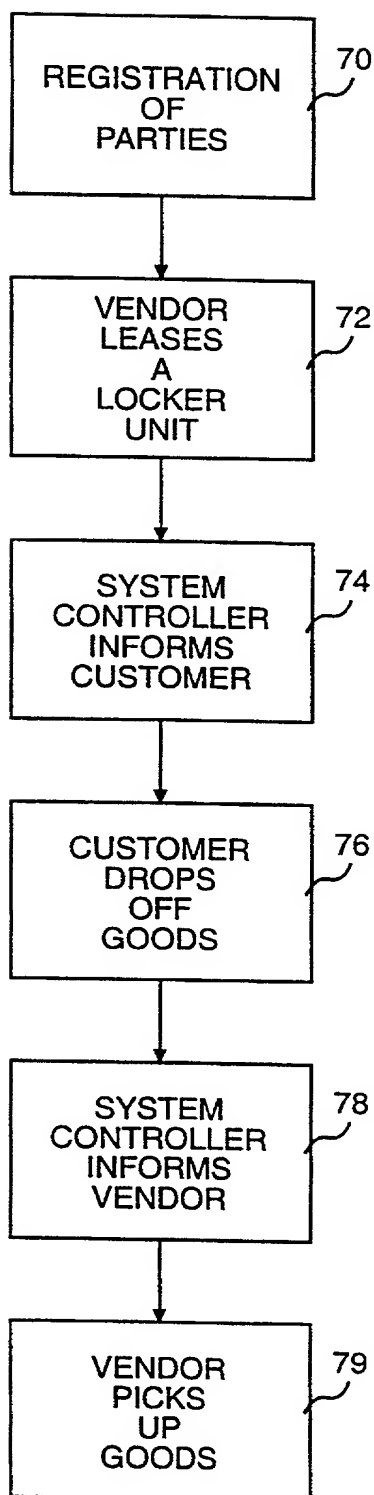 REGISTRATION
OF
PARTIES
70
VENDOR
LEASES
A
LOCKER
UNIT
72
SYSTEM
CONTROLLER
INFORMS
CUSTOMER
74
CUSTOMER
DROPS
OFF
GOODS
76
SYSTEM
CONTROLLER
INFORMS
VENDOR
78
VENDOR
PICKS
UP
GOODS
79